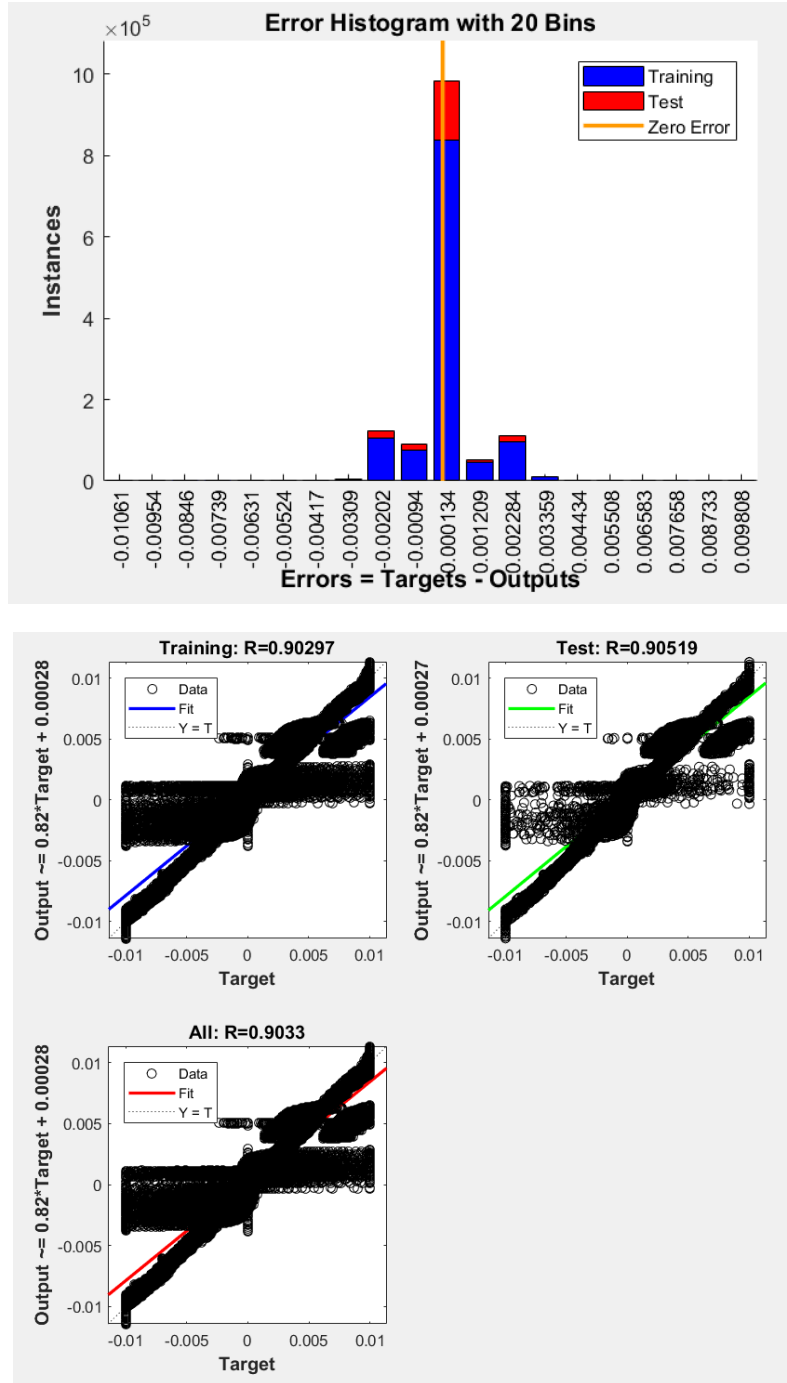 Error Histogram with 20 Bins
×10^5
10
8
6
4
2
0
Instances
Training
Test
Zero Error
-0.01061
-0.00954
-0.00846
-0.00739
-0.00631
-0.00524
-0.00417
-0.00309
-0.00202
-0.00094
0.000134
0.001209
0.002284
0.003359
0.004434
0.005508
0.006583
0.007658
0.008733
0.009808
Errors = Targets - Outputs
Training: R=0.90297
Output ~= 0.82*Target + 0.00028
0.01
0.005
0
-0.005
-0.01
Data
Fit
Y = T
-0.01
-0.005
0
0.005
0.01
Target
Test: R=0.90519
Output ~= 0.82*Target + 0.00027
0.01
0.005
0
-0.005
-0.01
Data
Fit
Y = T
-0.01
-0.005
0
0.005
0.01
Target
All: R=0.9033
Output ~= 0.82*Target + 0.00028
0.01
0.005
0
-0.005
-0.01
Data
Fit
Y = T
-0.01
-0.005
0
0.005
0.01
Target